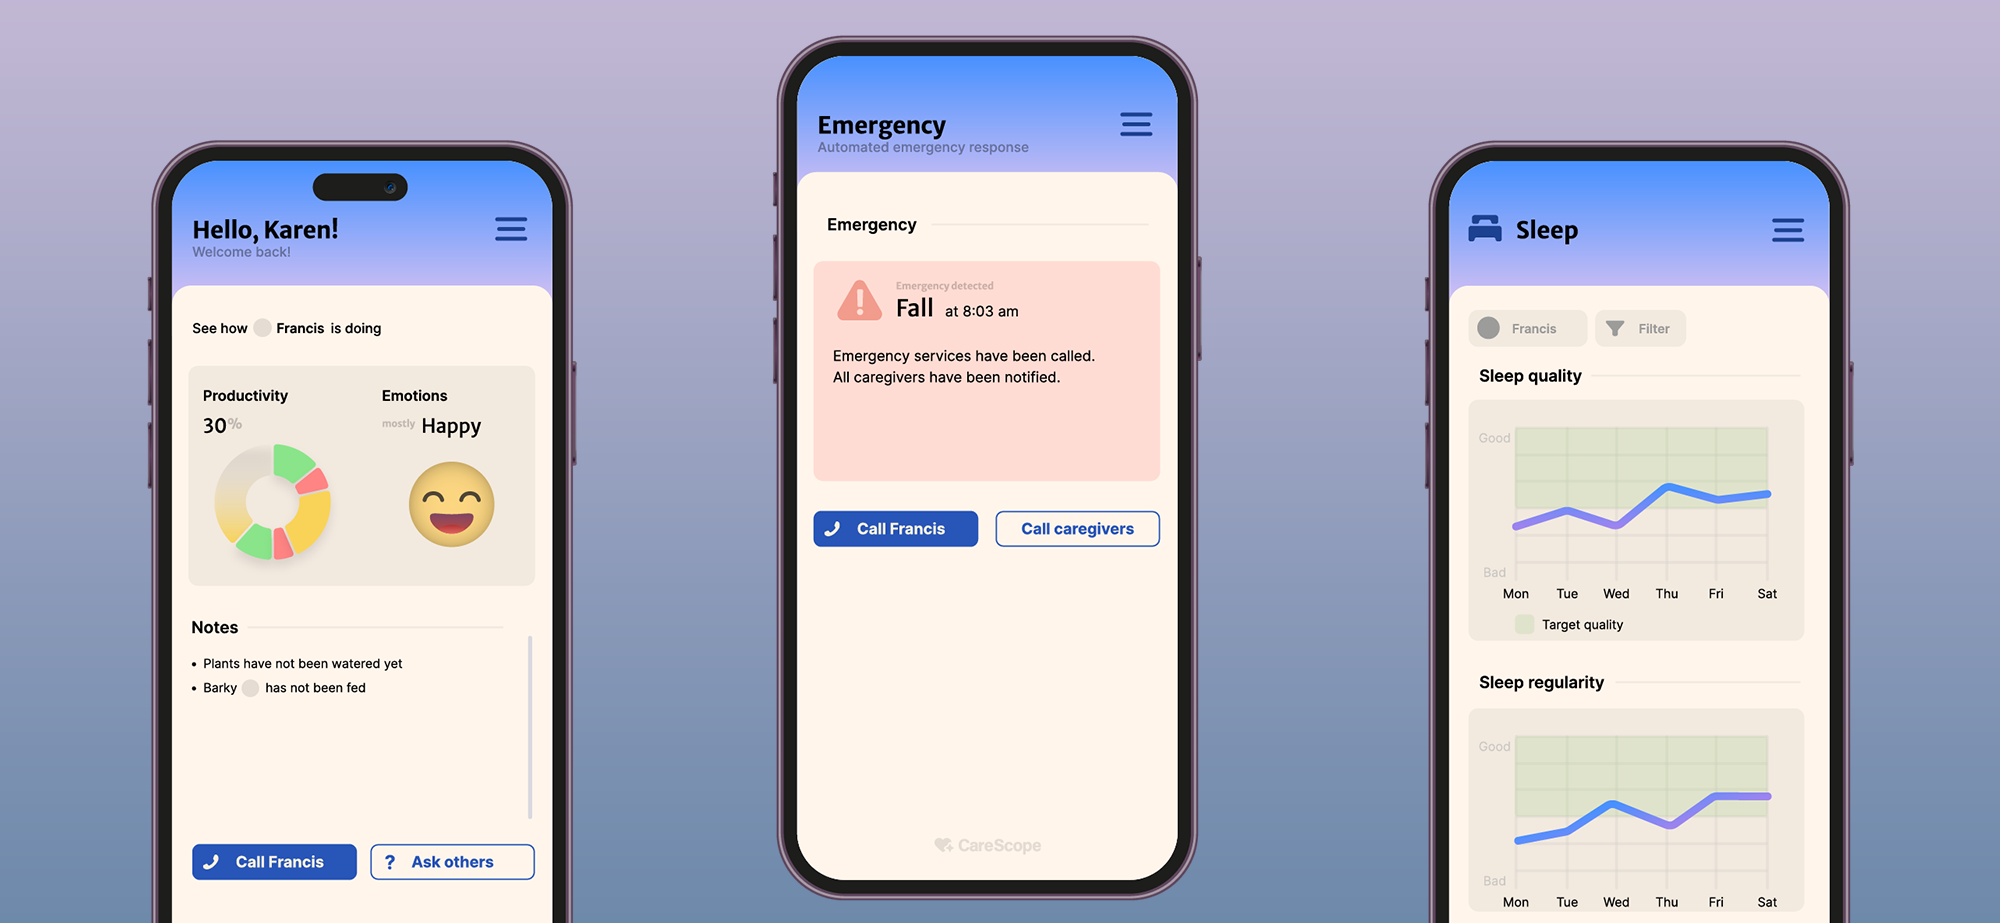 Hello, Karen!
Welcome back!
See how Francis is doing
Productivity
30%
Emotions
mostly Happy
Notes
• Plants have not been watered yet
• Barky has not been fed
Call Francis
? Ask others
Emergency
Automated emergency response
Emergency
Emergency detected
Fall at 8:03 am
Emergency services have been called.
All caregivers have been notified.
Call Francis
Call caregivers
CareScope
Sleep
Francis
Filter
Sleep quality
Good
Bad
Mon Tue Wed Thu Fri Sat
Target quality
Sleep regularity
Good
Bad
Mon Tue Wed Thu Fri Sat